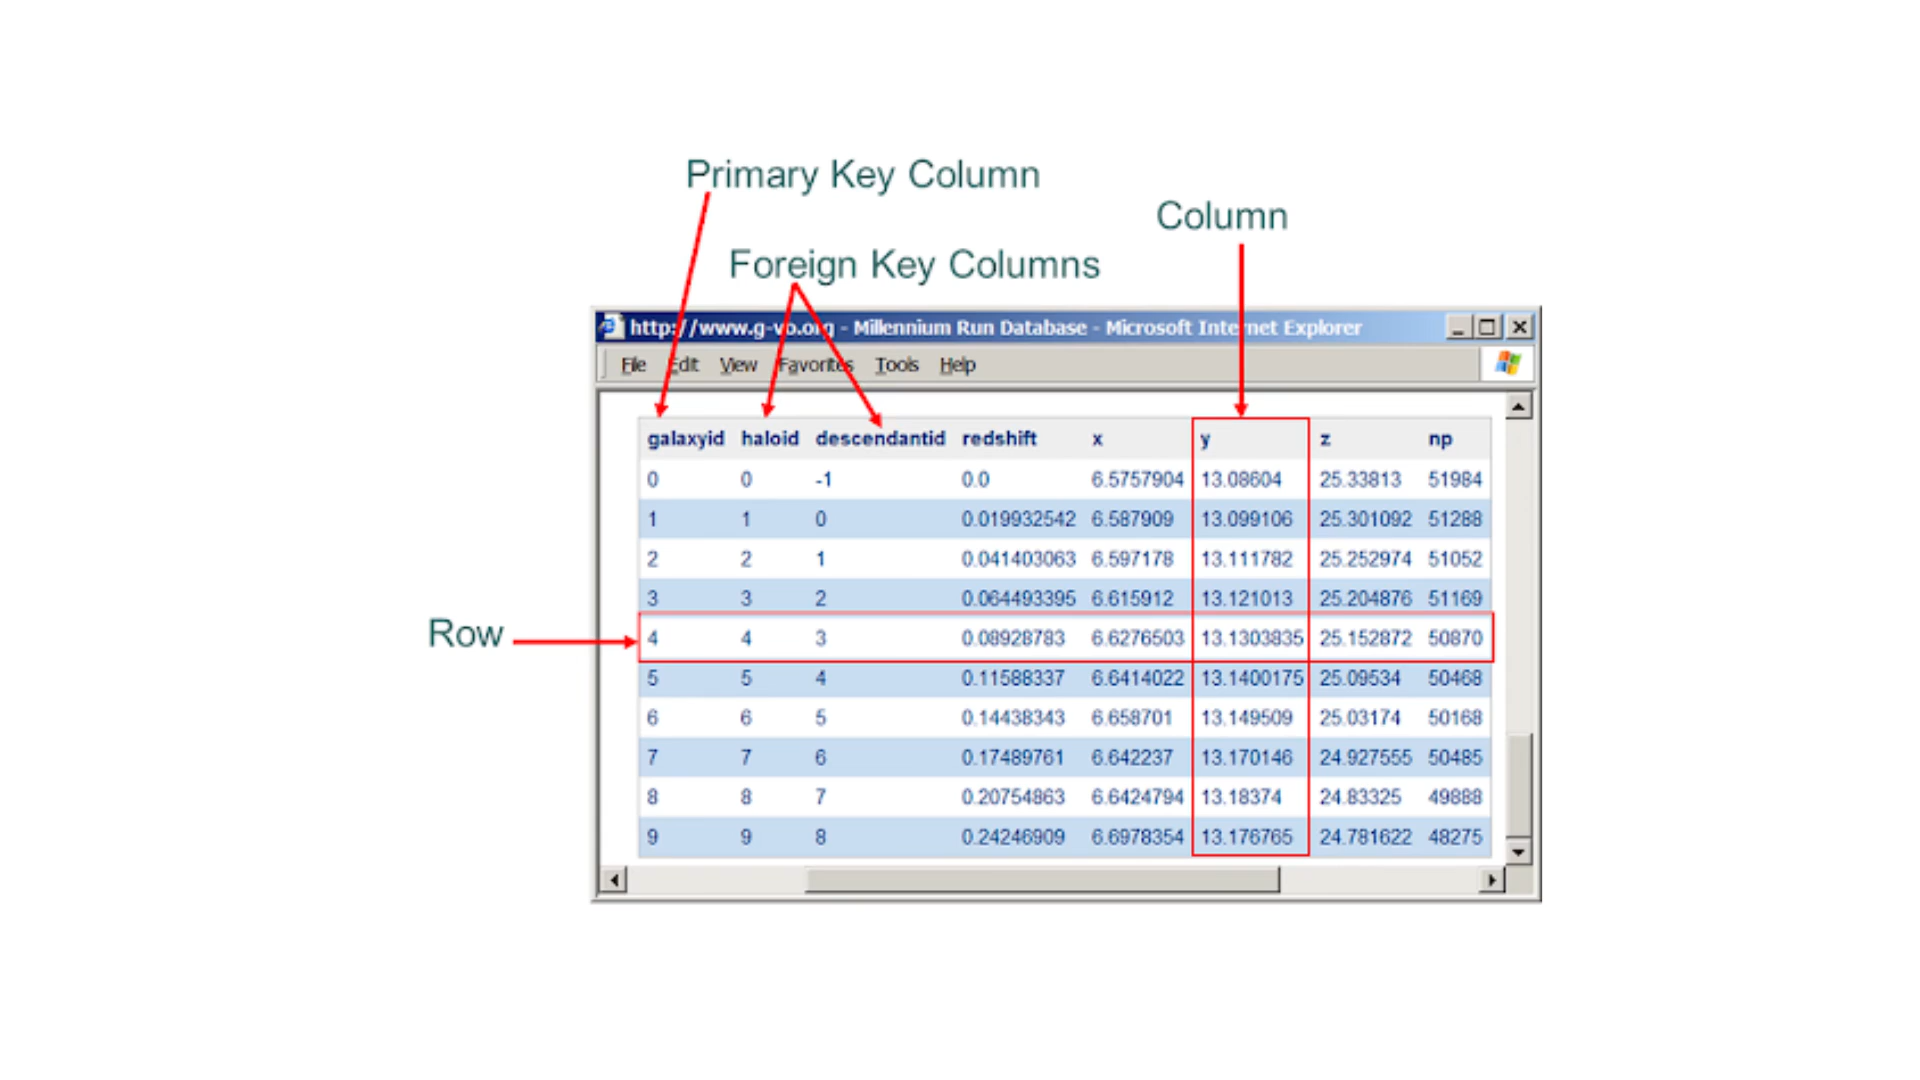 Primary Key Column
Column
Foreign Key Columns
http://www.g-vo.org - Millennium Run Database - Microsoft Internet Explorer
File Edit View Favorites Tools Help
galaxyid haloid descendantid redshift x y z np
0 0 -1 0.0 6.5757904 13.08604 25.33813 51984
1 1 0 0.019932542 6.587909 13.099106 25.301092 51288
2 2 1 0.041403063 6.597178 13.111782 25.252974 51052
3 3 2 0.064493395 6.615912 13.121013 25.204876 51169
Row
4 4 3 0.08928783 6.6276503 13.1303835 25.152872 50870
5 5 4 0.11588337 6.6414022 13.1400175 25.09534 50468
6 6 5 0.14438343 6.658701 13.149509 25.03174 50168
7 7 6 0.17489761 6.642237 13.170146 24.927555 50485
8 8 7 0.20754863 6.6424794 13.18374 24.83325 49888
9 9 8 0.24246909 6.6978354 13.176765 24.781622 48275